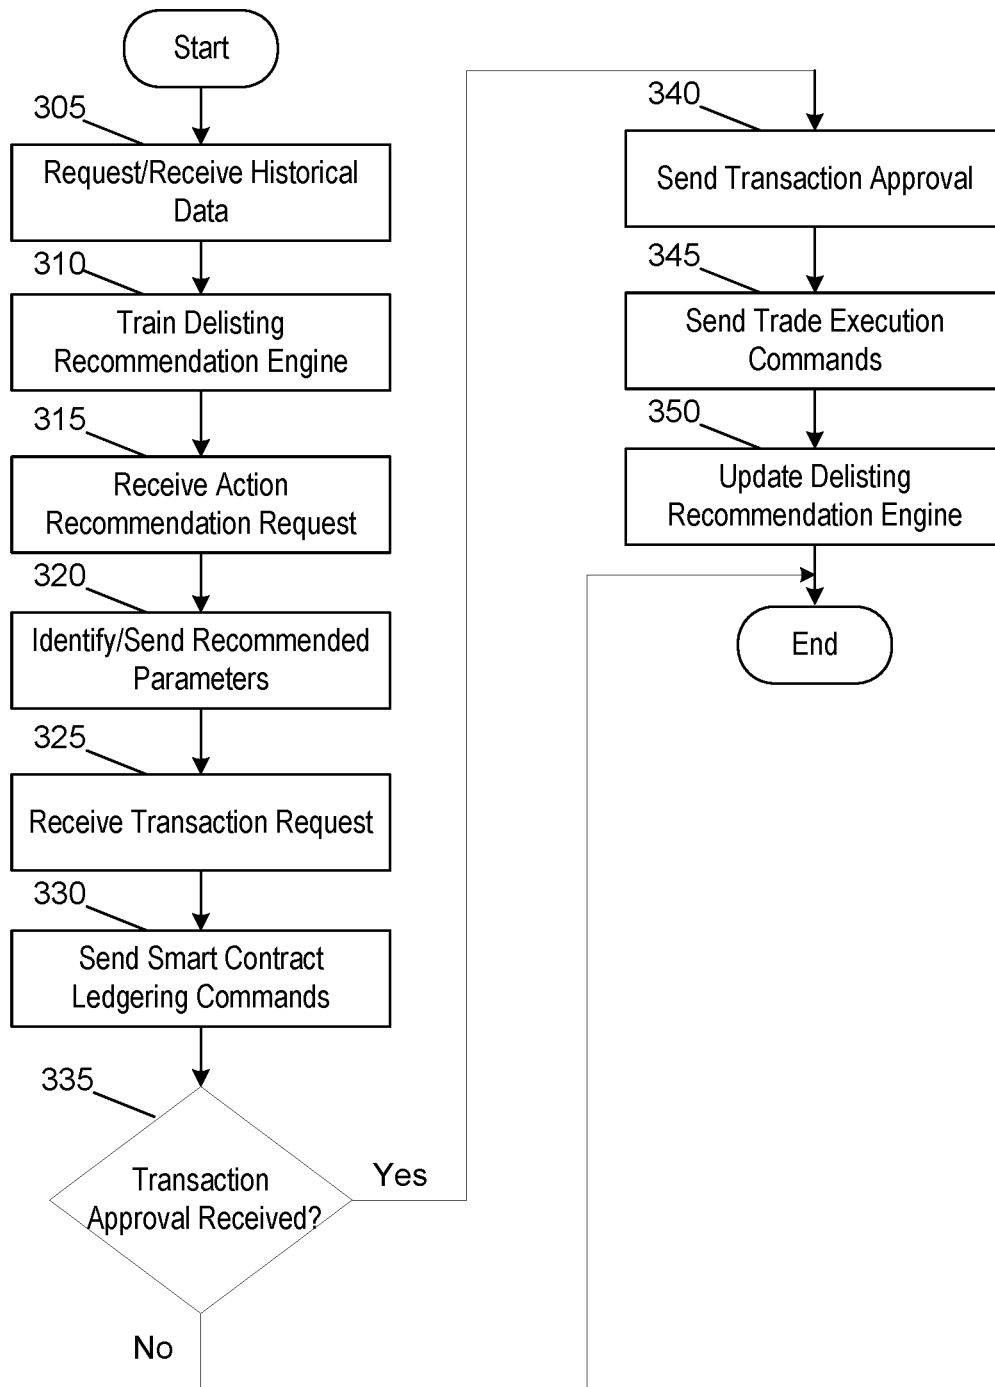 Start
305
Request/Receive Historical
Data
310
Train Delisting
Recommendation Engine
315
Receive Action
Recommendation Request
320
Identify/Send Recommended
Parameters
325
Receive Transaction Request
330
Send Smart Contract
Ledgering Commands
335
Transaction
Approval Received?
Yes
No
340
Send Transaction Approval
345
Send Trade Execution
Commands
350
Update Delisting
Recommendation Engine
End